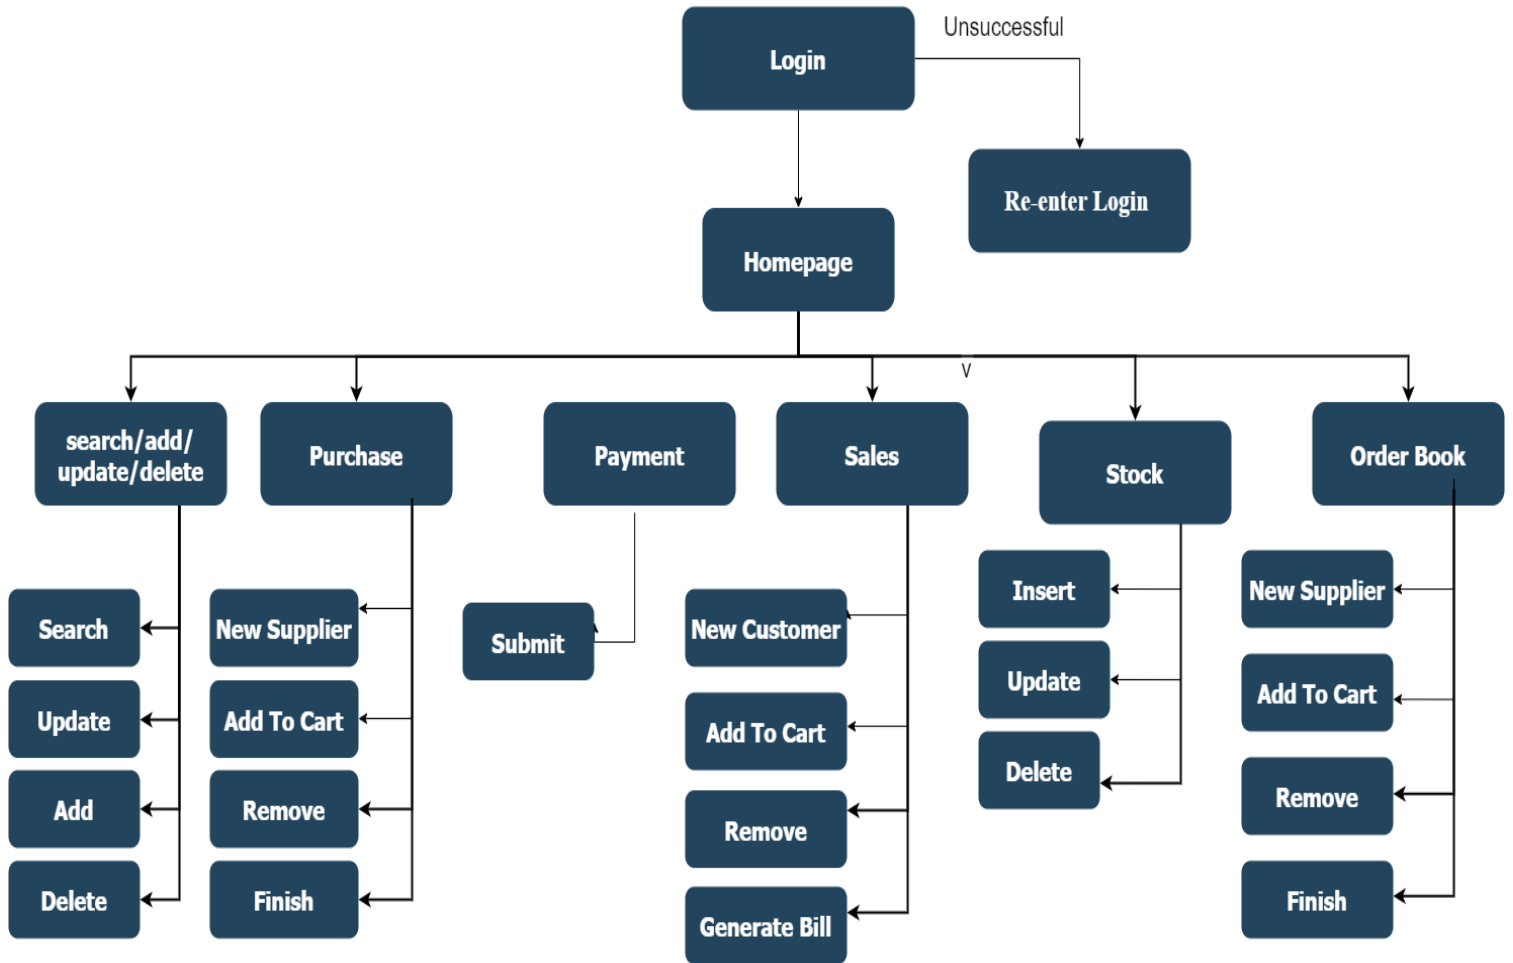 Login
Unsuccessful
Re-enter Login
Homepage
V
search/add/
update/delete
Purchase
Payment
Sales
Stock
Order Book
Search
Update
Add
Delete
New Supplier
Add To Cart
Remove
Finish
Submit
New Customer
Add To Cart
Remove
Generate Bill
Insert
Update
Delete
New Supplier
Add To Cart
Remove
Finish